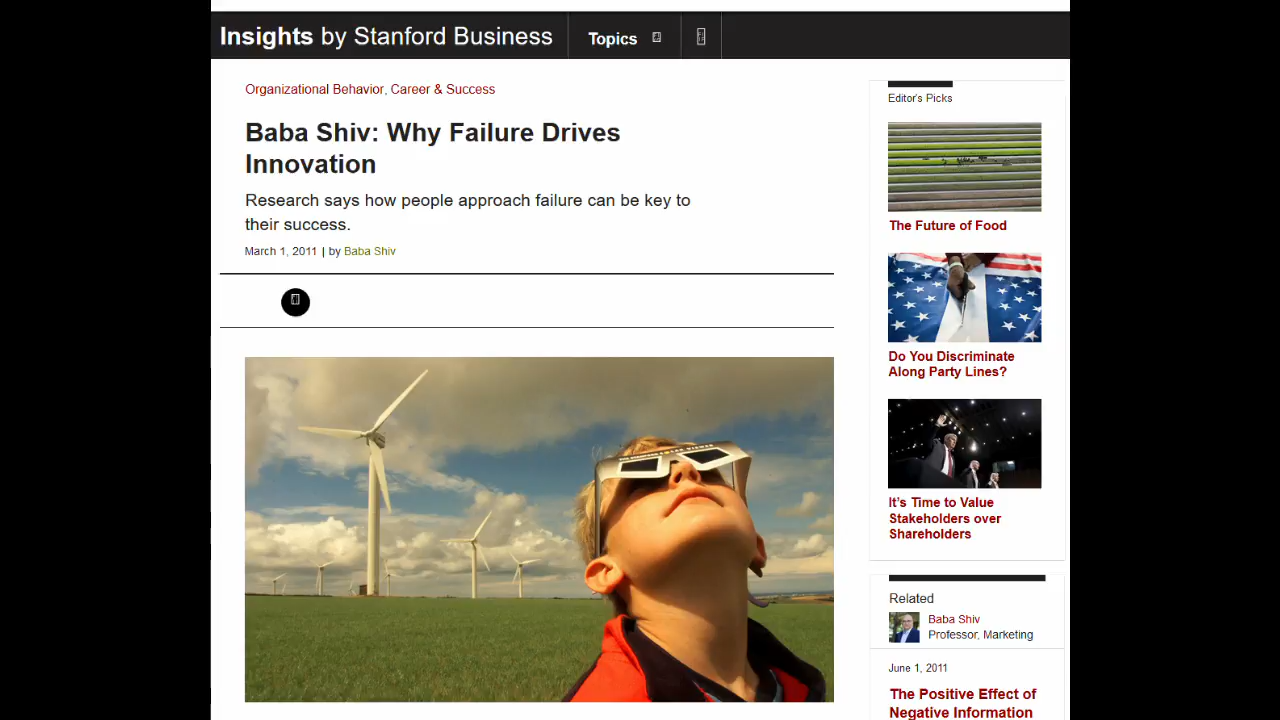 Insights by Stanford Business
Topics
Organizational Behavior, Career & Success
Baba Shiv: Why Failure Drives
Innovation
Research says how people approach failure can be key to
their success.
March 1, 2011 | by Baba Shiv
Editor's Picks
The Future of Food
Do You Discriminate
Along Party Lines?
It's Time to Value
Stakeholders over
Shareholders
Related
Baba Shiv
Professor, Marketing
June 1, 2011
The Positive Effect of
Negative Information